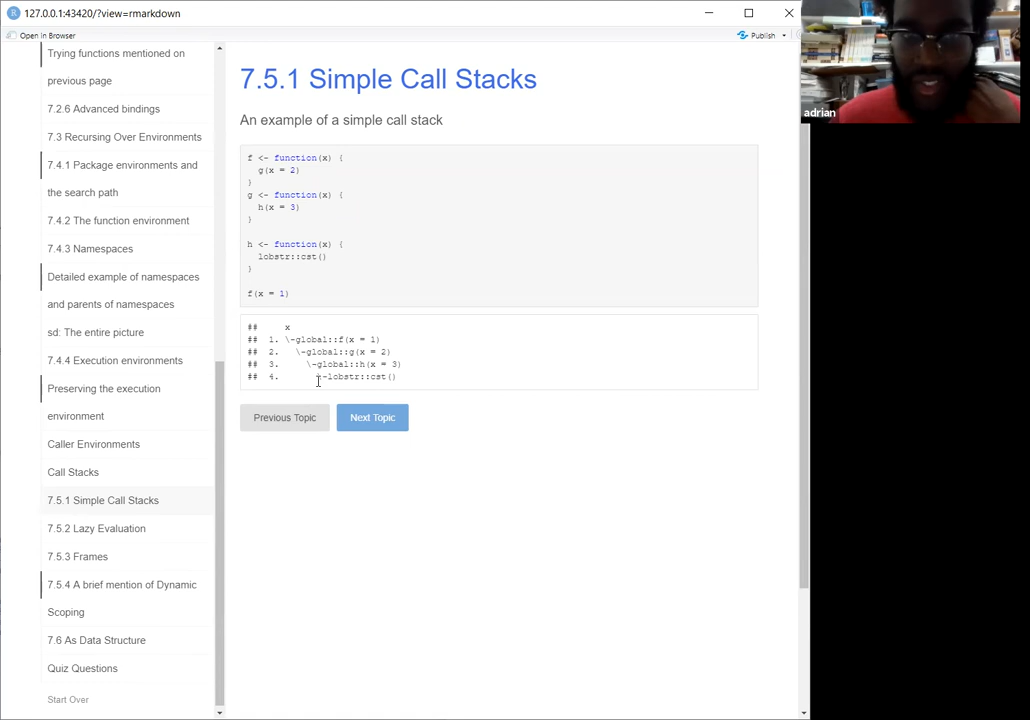 127.0.0.1:43420/?view=rmarkdown
Open in Browser
Publish
Trying functions mentioned on
previous page
7.2.6 Advanced bindings
7.3 Recursing Over Environments
7.4.1 Package environments and
the search path
7.4.2 The function environment
7.4.3 Namespaces
Detailed example of namespaces
and parents of namespaces
sd: The entire picture
7.4.4 Execution environments
Preserving the execution
environment
Caller Environments
Call Stacks
7.5.1 Simple Call Stacks
7.5.2 Lazy Evaluation
7.5.3 Frames
7.5.4 A brief mention of Dynamic
Scoping
7.6 As Data Structure
Quiz Questions
Start Over
7.5.1 Simple Call Stacks
An example of a simple call stack
f <- function(x) {
  g(x = 2)
}
g <- function(x) {
  h(x = 3)
}
h <- function(x) {
  lobstr::cst()
}
f(x = 1)
##     x
##  1. \-global::f(x = 1)
##  2.   \-global::g(x = 2)
##  3.     \-global::h(x = 3)
##  4.       \-lobstr::cst()
Previous Topic
Next Topic
adrian